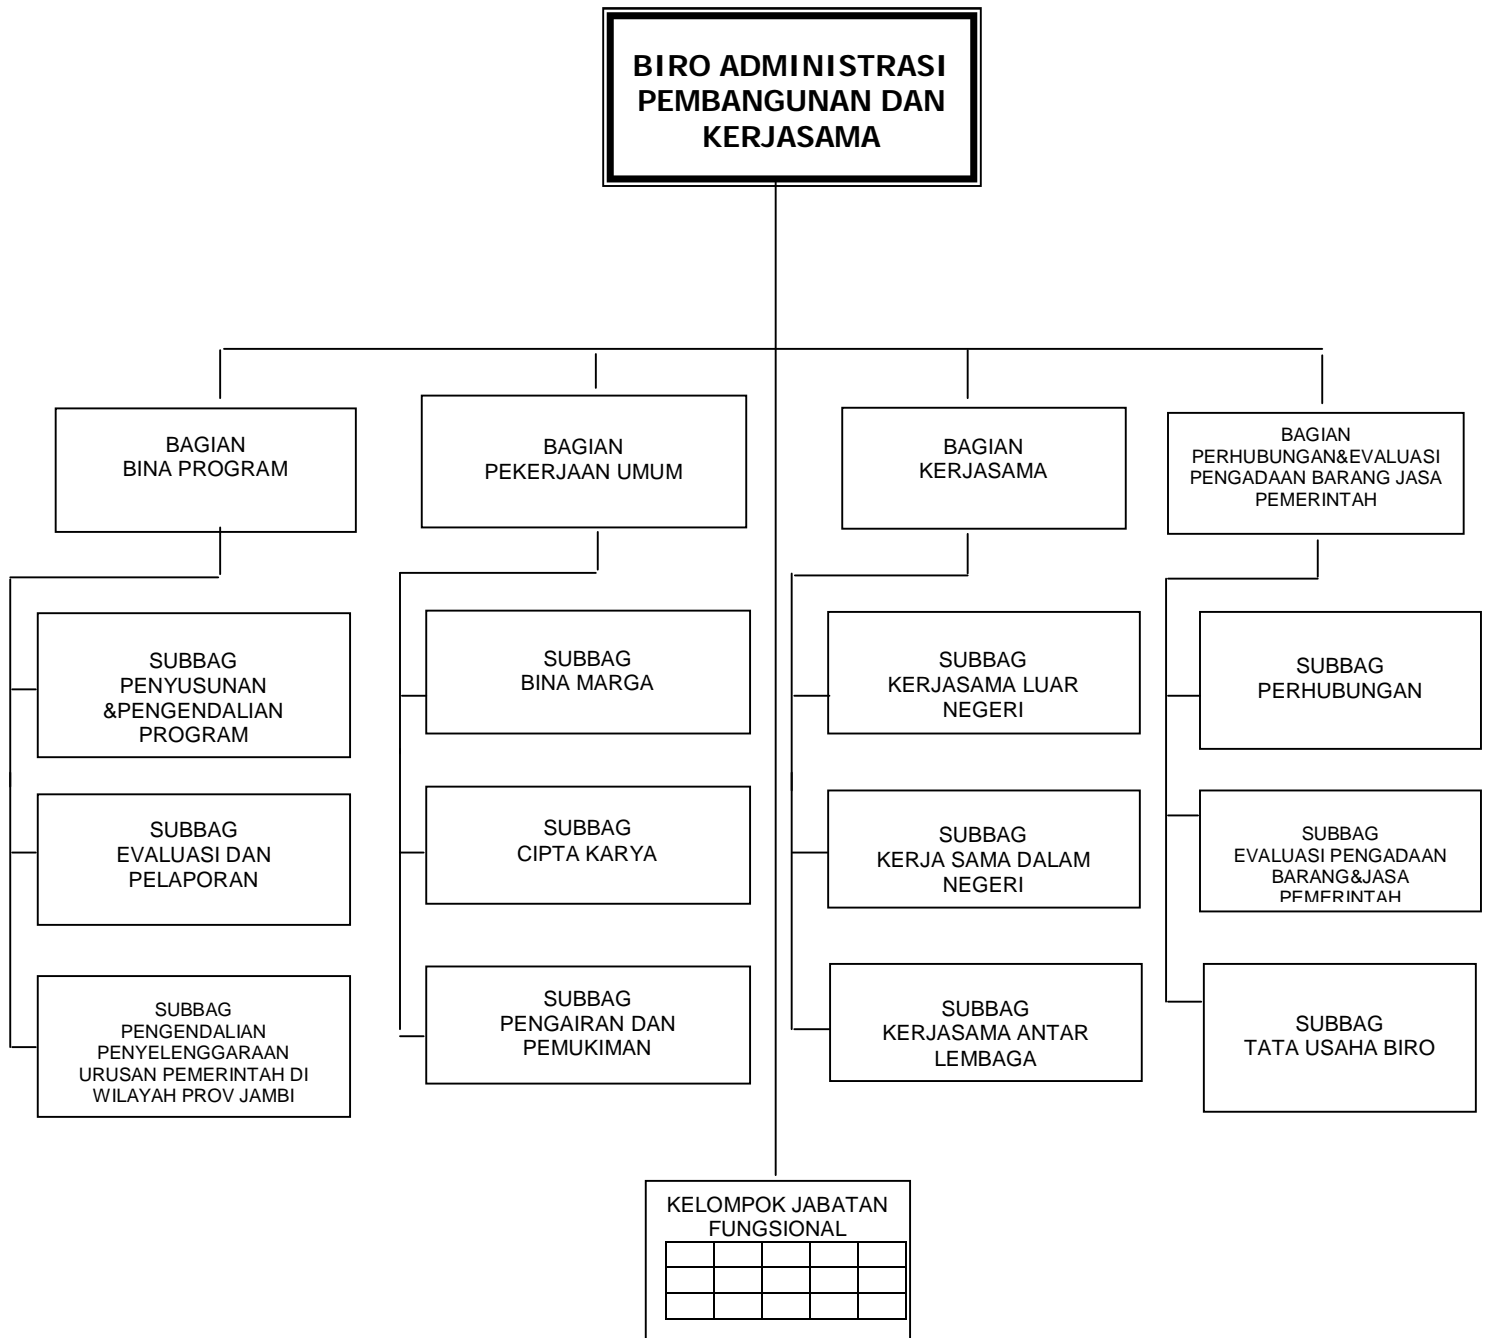 BIRO ADMINISTRASI
PEMBANGUNAN DAN
KERJASAMA
BAGIAN
BINA PROGRAM
BAGIAN
PEKERJAAN UMUM
BAGIAN
KERJASAMA
BAGIAN
PERHUBUNGAN&EVALUASI
PENGADAAN BARANG JASA
PEMERINTAH
SUBBAG
PENYUSUNAN
&PENGENDALIAN
PROGRAM
SUBBAG
BINA MARGA
SUBBAG
KERJASAMA LUAR
NEGERI
SUBBAG
PERHUBUNGAN
SUBBAG
EVALUASI DAN
PELAPORAN
SUBBAG
CIPTA KARYA
SUBBAG
KERJA SAMA DALAM
NEGERI
SUBBAG
EVALUASI PENGADAAN
BARANG&JASA
PEMERINTAH
SUBBAG
PENGENDALIAN
PENYELENGGARAAN
URUSAN PEMERINTAH DI
WILAYAH PROV JAMBI
SUBBAG
PENGAIRAN DAN
PEMUKIMAN
SUBBAG
KERJASAMA ANTAR
LEMBAGA
SUBBAG
TATA USAHA BIRO
KELOMPOK JABATAN
FUNGSIONAL